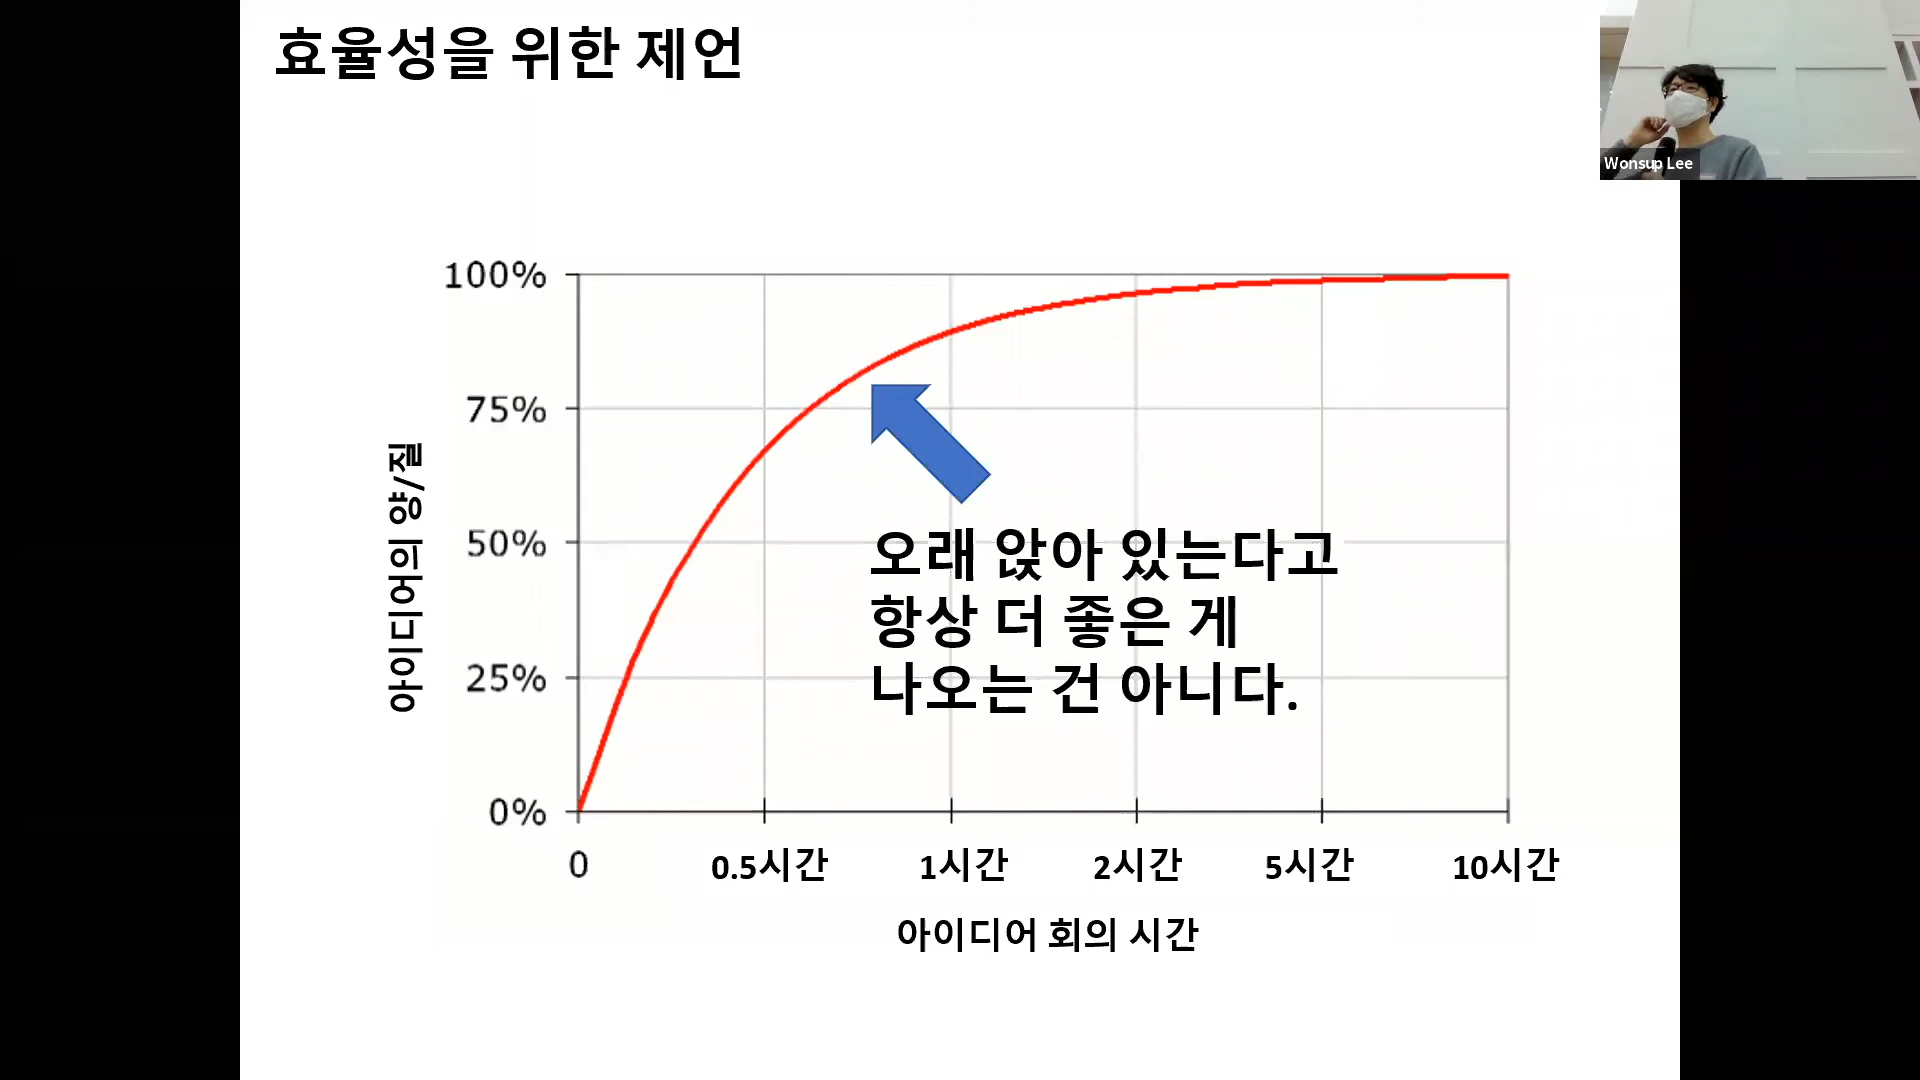 효율성을 위한 제언
Wonsup Lee
100%
75%
50%
25%
0%
아이디어의 양/질
오래 앉아 있는다고
항상 더 좋은 게
나오는 건 아니다.
0 0.5시간 1시간 2시간 5시간 10시간
아이디어 회의 시간